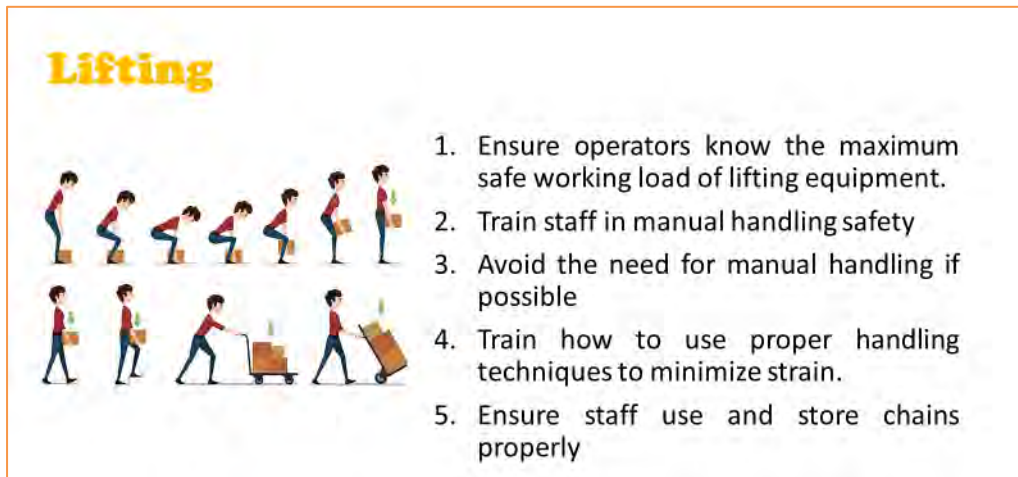 Lifting
1. Ensure operators know the maximum
safe working load of lifting equipment.
2. Train staff in manual handling safety
3. Avoid the need for manual handling if
possible
4. Train how to use proper handling
techniques to minimize strain.
5. Ensure staff use and store chains
properly